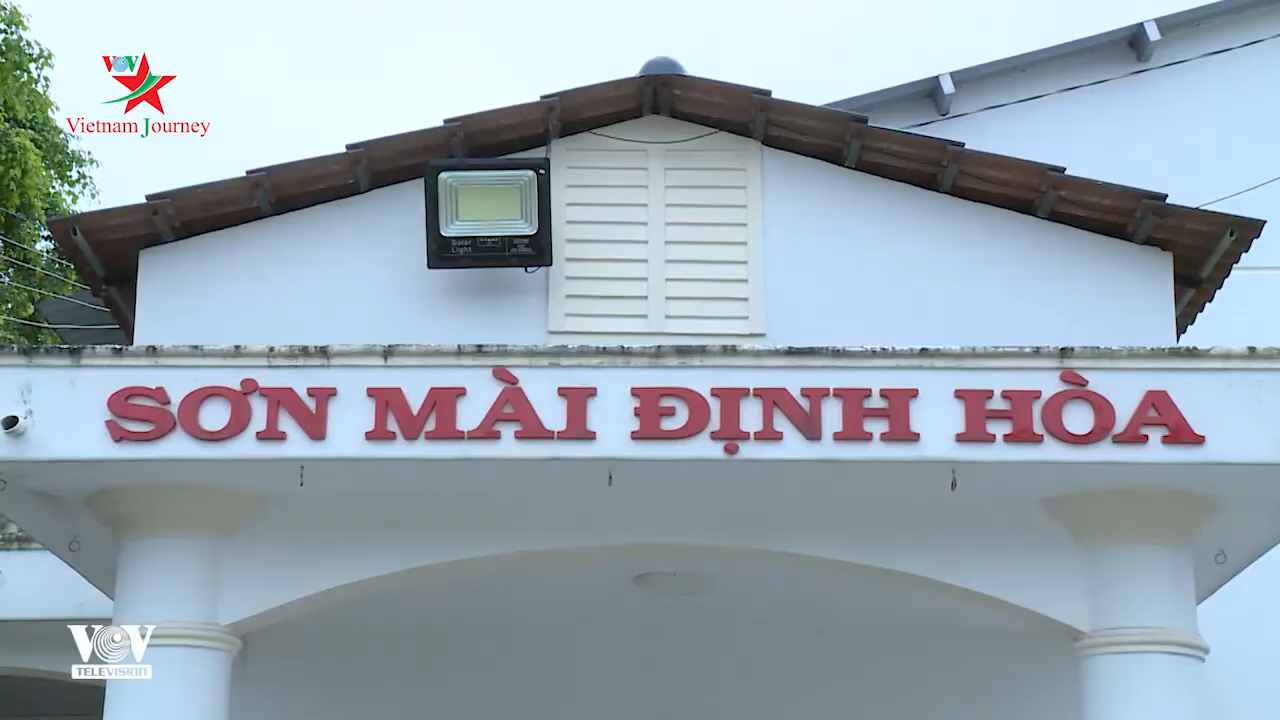 VOV
Vietnam Journey
Solar
Light
SƠN MÀI ĐỊNH HÒA
VOV
TELEVISION